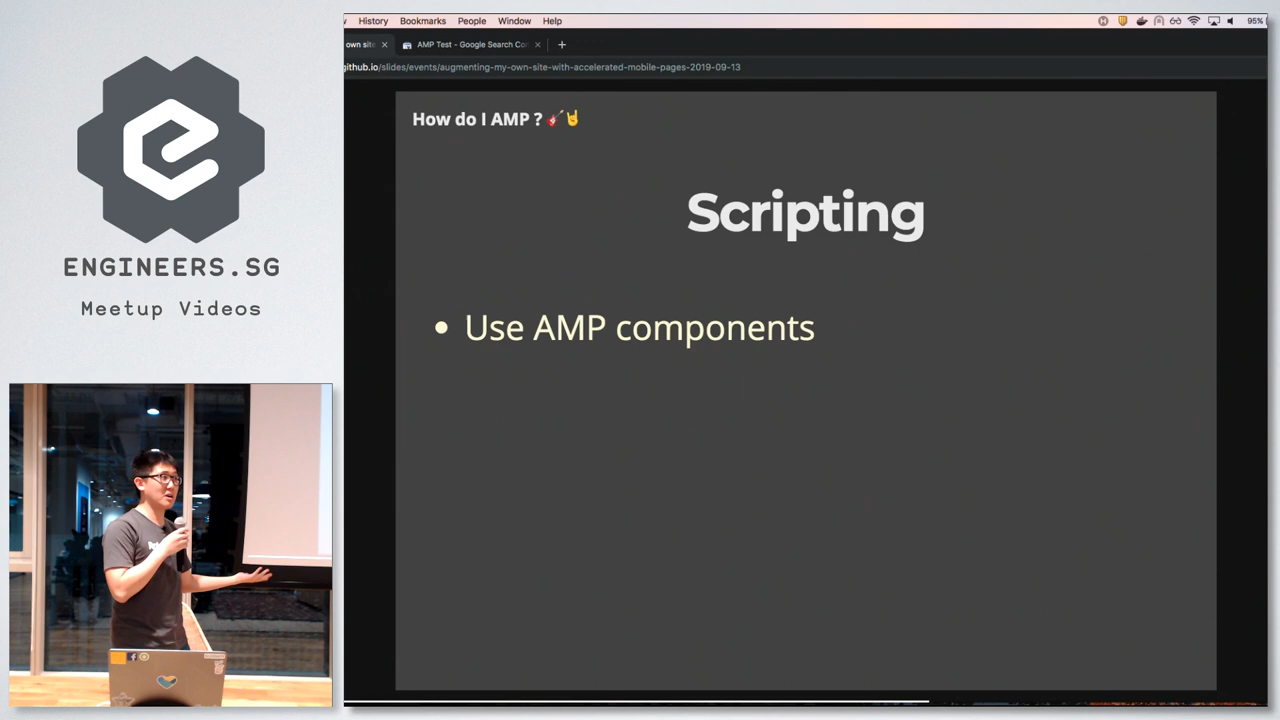 History Bookmarks People Window Help
95%
own site
AMP Test - Google Search Co
github.io/slides/events/augmenting-my-own-site-with-accelerated-mobile-pages-2019-09-13
How do I AMP ? 🎸🤘
Scripting
• Use AMP components
ENGINEERS.SG
Meetup Videos